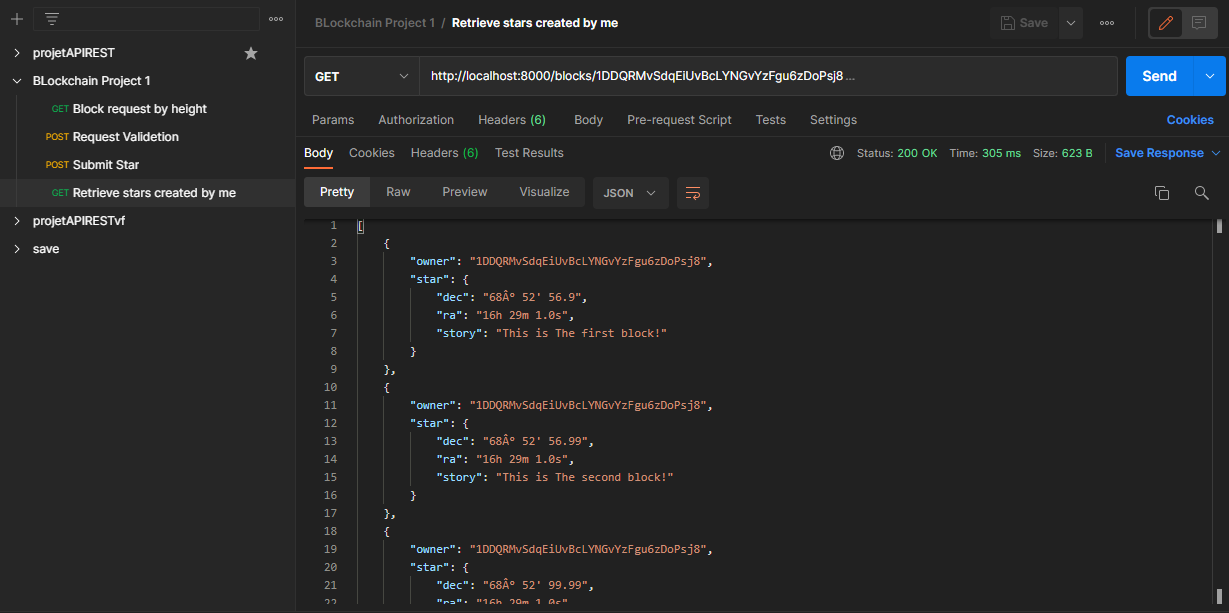 BLockchain Project 1 / Retrieve stars created by me
Save
projetAPIREST
BLockchain Project 1
GET Block request by height
POST Request Validetion
POST Submit Star
GET Retrieve stars created by me
projetAPIRESTvf
save
GET
http://localhost:8000/blocks/1DDQRMvSdqEiUvBcLYNGvYzFgu6zDoPsj8 ...
Send
Params Authorization Headers (6) Body Pre-request Script Tests Settings Cookies
Body Cookies Headers (6) Test Results Status: 200 OK Time: 305 ms Size: 623 B Save Response
Pretty Raw Preview Visualize JSON
1 [
2 {
3 "owner": "1DDQRMvSdqEiUvBcLYNGvYzFgu6zDoPsj8",
4 "star": {
5 "dec": "68Â° 52' 56.9",
6 "ra": "16h 29m 1.0s",
7 "story": "This is The first block!"
8 }
9 },
10 {
11 "owner": "1DDQRMvSdqEiUvBcLYNGvYzFgu6zDoPsj8",
12 "star": {
13 "dec": "68Â° 52' 56.99",
14 "ra": "16h 29m 1.0s",
15 "story": "This is The second block!"
16 }
17 },
18 {
19 "owner": "1DDQRMvSdqEiUvBcLYNGvYzFgu6zDoPsj8",
20 "star": {
21 "dec": "68Â° 52' 99.99",
22 "ra": "16h 29m 1.0s"